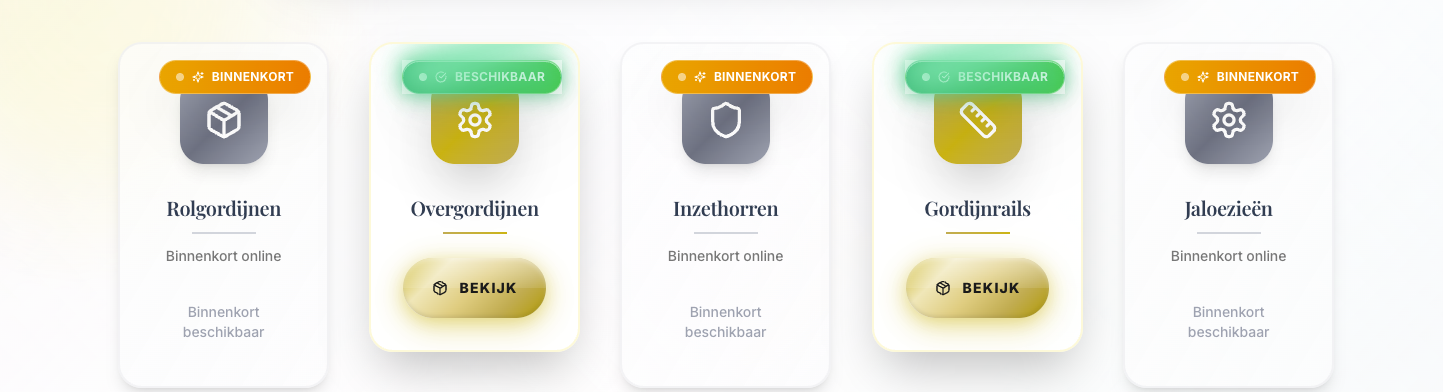 BINNENKORT
Rolgordijnen
Binnenkort online
Binnenkort
beschikbaar
BESCHIKBAAR
Overgordijnen
BEKIJK
BINNENKORT
Inzethorren
Binnenkort online
Binnenkort
beschikbaar
BESCHIKBAAR
Gordijnrails
BEKIJK
BINNENKORT
Jaloezieën
Binnenkort online
Binnenkort
beschikbaar